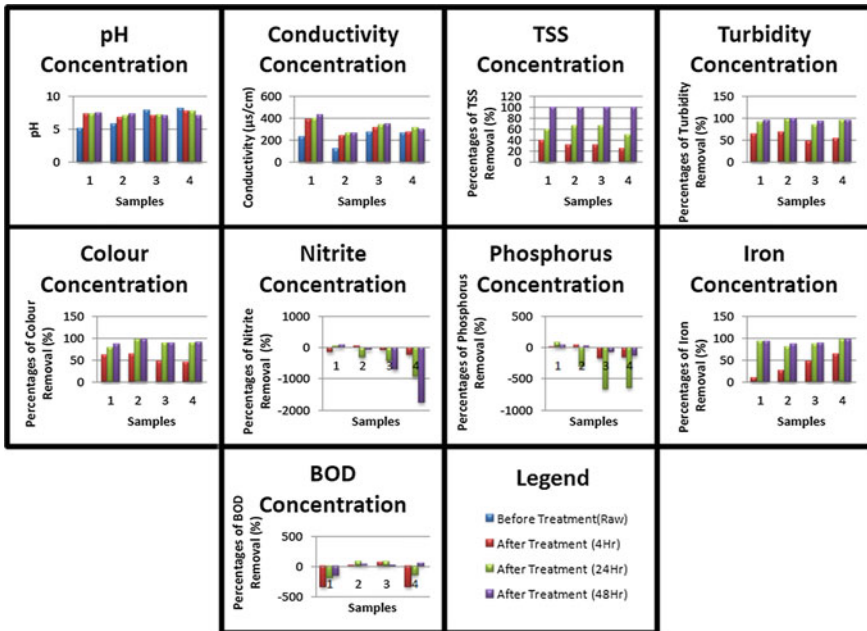 pH
Concentration
pH
10
5
0
1 2 3 4
Samples
Conductivity
Concentration
Conductivity (µs/cm)
600
400
200
0
1 2 3 4
Samples
TSS
Concentration
Percentages of TSS
Removal (%)
120
100
80
60
40
20
0
1 2 3 4
Samples
Turbidity
Concentration
Percentages of Turbidity
Removal (%)
150
100
50
0
1 2 3 4
Samples
Colour
Concentration
Percentages of Colour
Removal (%)
150
100
50
0
1 2 3 4
Samples
Nitrite
Concentration
Percentages of Nitrite
Removal (%)
1000
0
-1000
-2000
1 2 3 4
Samples
Phosphorus
Concentration
Percentages of Phosphorus
Removal (%)
500
0
-500
-1000
1 2 3 4
Samples
Iron
Concentration
Percentages of Iron
Removal (%)
150
100
50
0
1 2 3 4
Samples
BOD
Concentration
Percentages of BOD
Removal (%)
500
0
-500
1 2 3 4
Samples
Legend
Before Treatment(Raw)
After Treatment (4Hr)
After Treatment (24Hr)
After Treatment (48Hr)